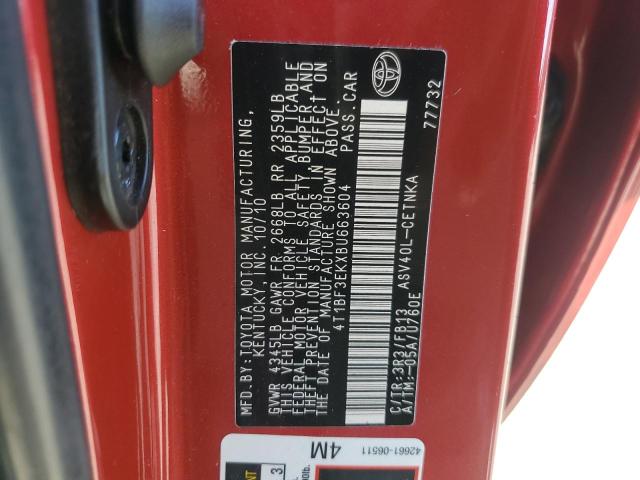 MFD.BY:TOYOTA MOTOR MANUFACTURING,
KENTUCKY, INC. 10/10
GVWR 4345LB GAWR FR 2668LB RR 2359LB
THIS VEHICLE CONFORMS TO ALL APPLICABLE
FEDERAL MOTOR VEHICLE SAFETY, BUMPER, AND
THEFT PREVENTION STANDARDS IN EFFECT ON
THE DATE OF MANUFACTURE SHOWN ABOVE.
4T1BF3EKXBU663604 PASS.CAR
C/TR:3R3/FB13 ASV40L-CETNKA
A/TM:-05A/U760E 77732
4M
42661-06511
3